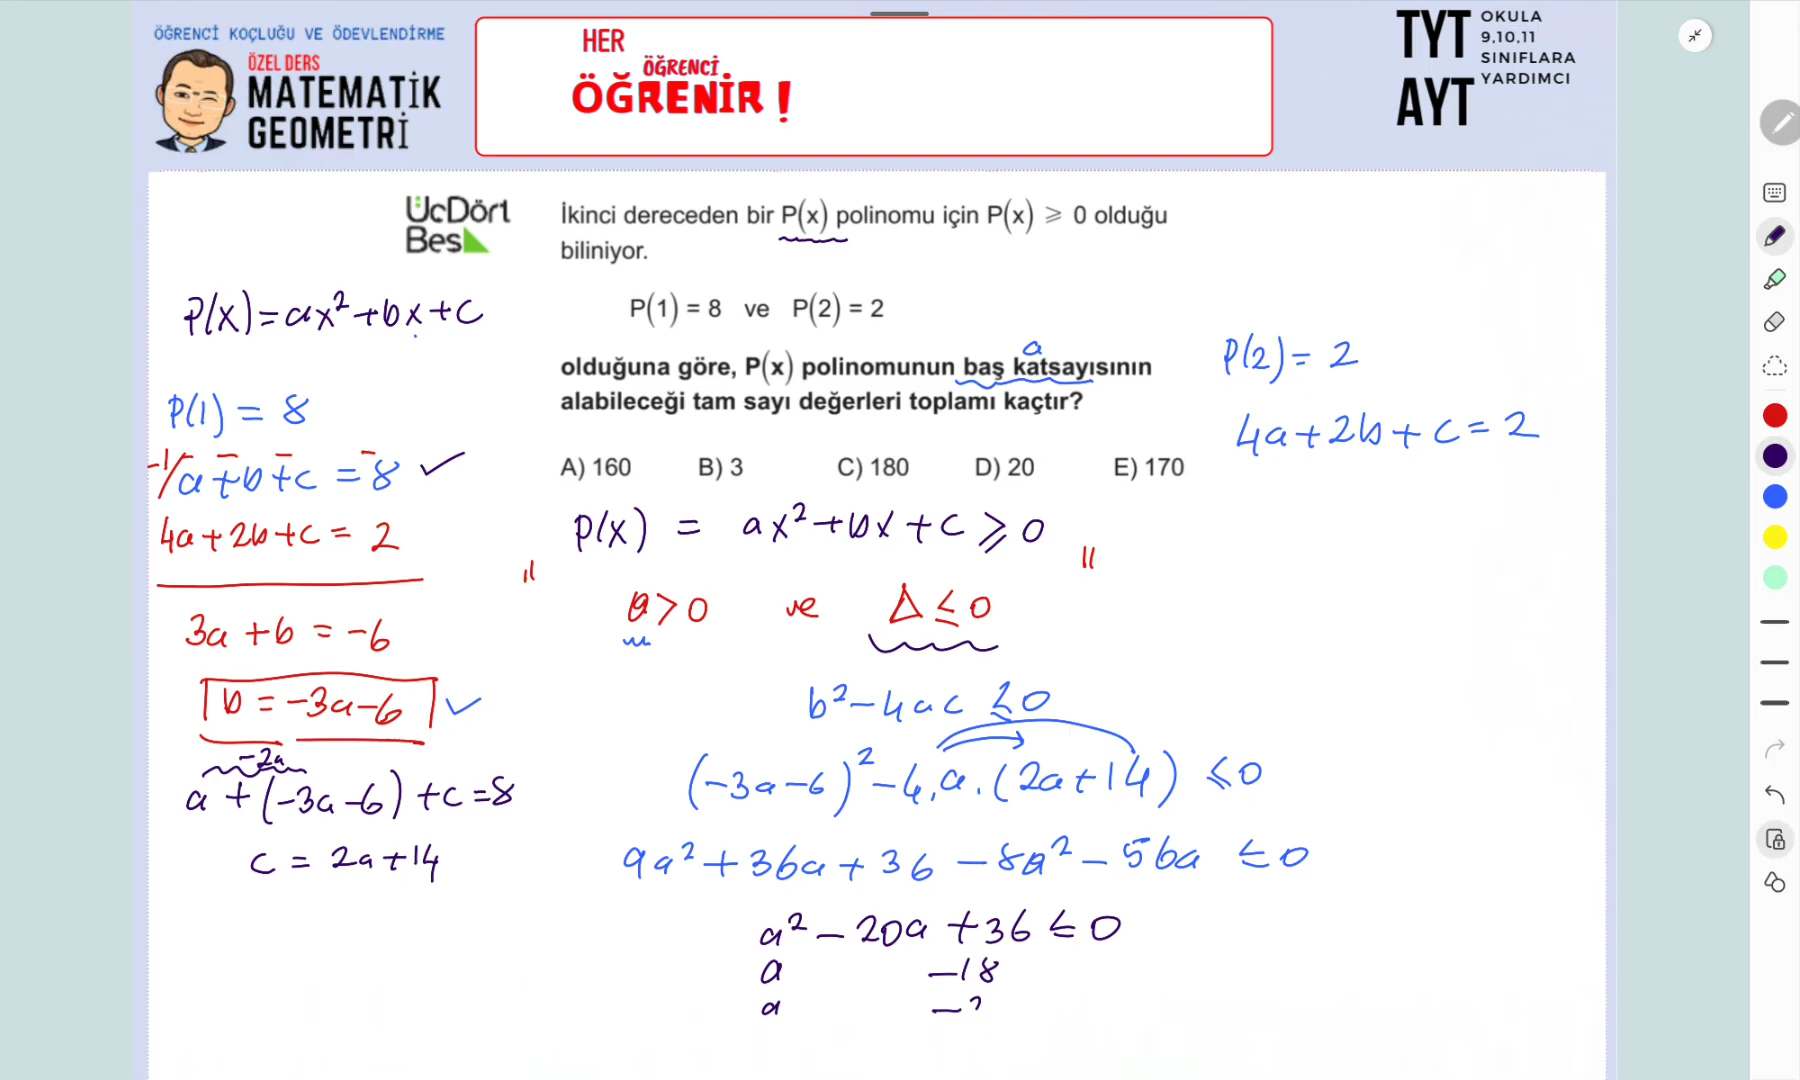 ÖĞRENCİ KOÇLUĞU VE ÖDEVLENDİRME
ÖZEL DERS
MATEMATİK
GEOMETRİ
HER
ÖĞRENCİ
ÖĞRENİR !
TYT
AYT
OKULA
9,10,11
SINIFLARA
YARDIMCI
ÜcDört
Bes
İkinci dereceden bir P(x) polinomu için P(x) ⩾ 0 olduğu
biliniyor.
P(1) = 8 ve P(2) = 2
a
olduğuna göre, P(x) polinomunun baş katsayısının
alabileceği tam sayı değerleri toplamı kaçtır?
A) 160 B) 3 C) 180 D) 20 E) 170
P(x) = ax² + bx + c
P(1) = 8
-1/ a + b + c = 8
4a + 2b + c = 2
3a + b = -6
b = -3a - 6
-2a
a + (-3a - 6) + c = 8
c = 2a + 14
P(2) = 2
4a + 2b + c = 2
P(x) = ax² + bx + c ⩾ 0
" a > 0 ve Δ ≤ 0 "
b² - 4ac ≤ 0
(-3a - 6)² - 4.a.(2a + 14) ≤ 0
9a² + 36a + 36 - 8a² - 56a ≤ 0
a² - 20a + 36 ≤ 0
a -18
a -2